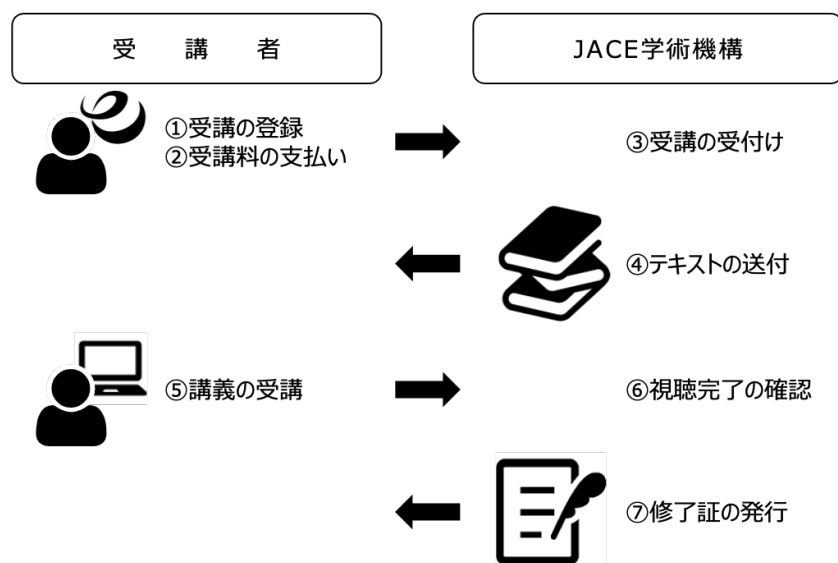 受　講　者
JACE学術機構
①受講の登録
②受講料の支払い
③受講の受付け
④テキストの送付
⑤講義の受講
⑥視聴完了の確認
⑦修了証の発行